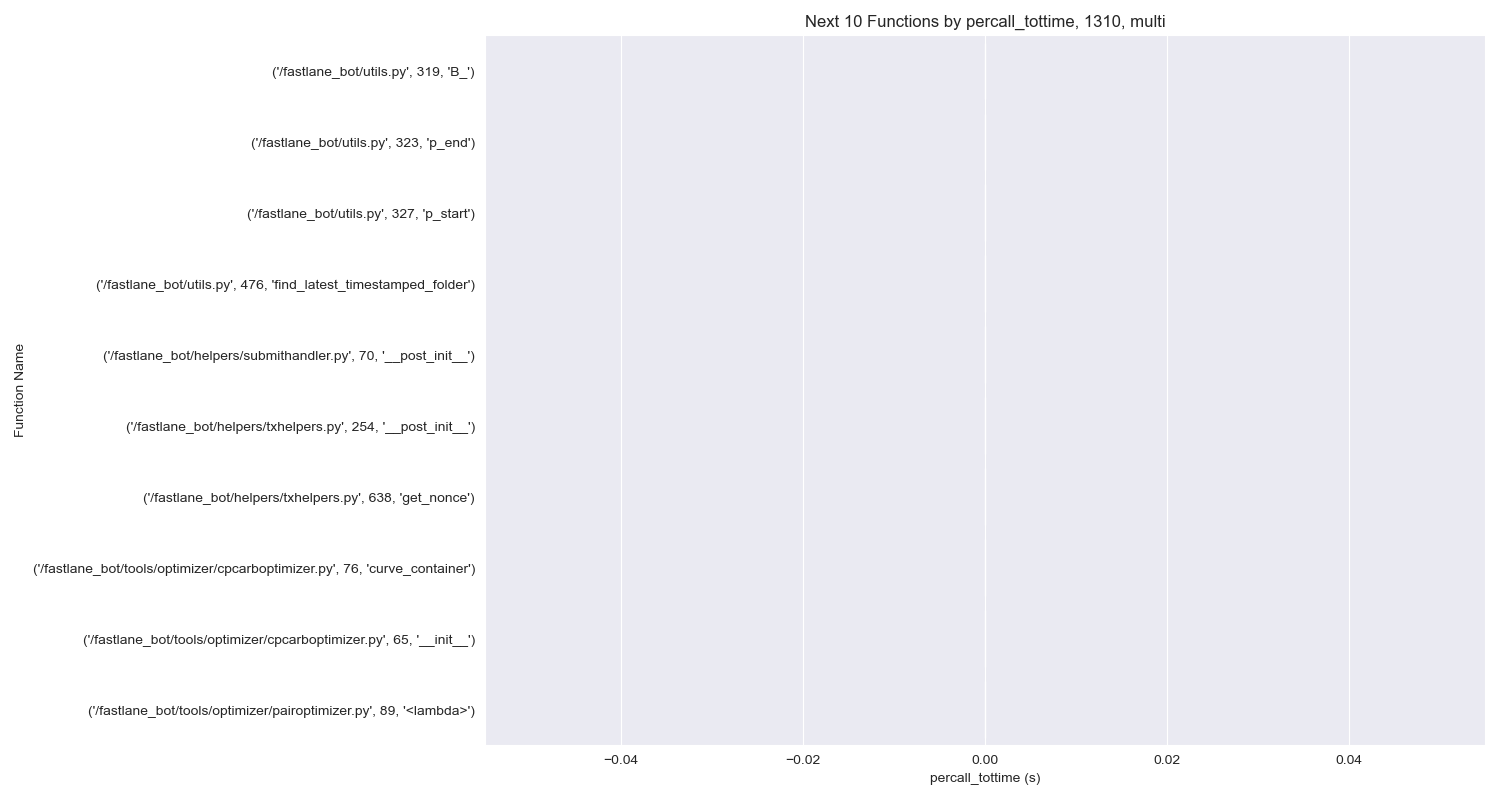 Next 10 Functions by percall_tottime, 1310, multi
('/fastlane_bot/utils.py', 319, 'B_')
('/fastlane_bot/utils.py', 323, 'p_end')
('/fastlane_bot/utils.py', 327, 'p_start')
('/fastlane_bot/utils.py', 476, 'find_latest_timestamped_folder')
('/fastlane_bot/helpers/submithandler.py', 70, '__post_init__')
('/fastlane_bot/helpers/txhelpers.py', 254, '__post_init__')
('/fastlane_bot/helpers/txhelpers.py', 638, 'get_nonce')
('/fastlane_bot/tools/optimizer/cpcarboptimizer.py', 76, 'curve_container')
('/fastlane_bot/tools/optimizer/cpcarboptimizer.py', 65, '__init__')
('/fastlane_bot/tools/optimizer/pairoptimizer.py', 89, '<lambda>')
Function Name
−0.04 −0.02 0.00 0.02 0.04
percall_tottime (s)